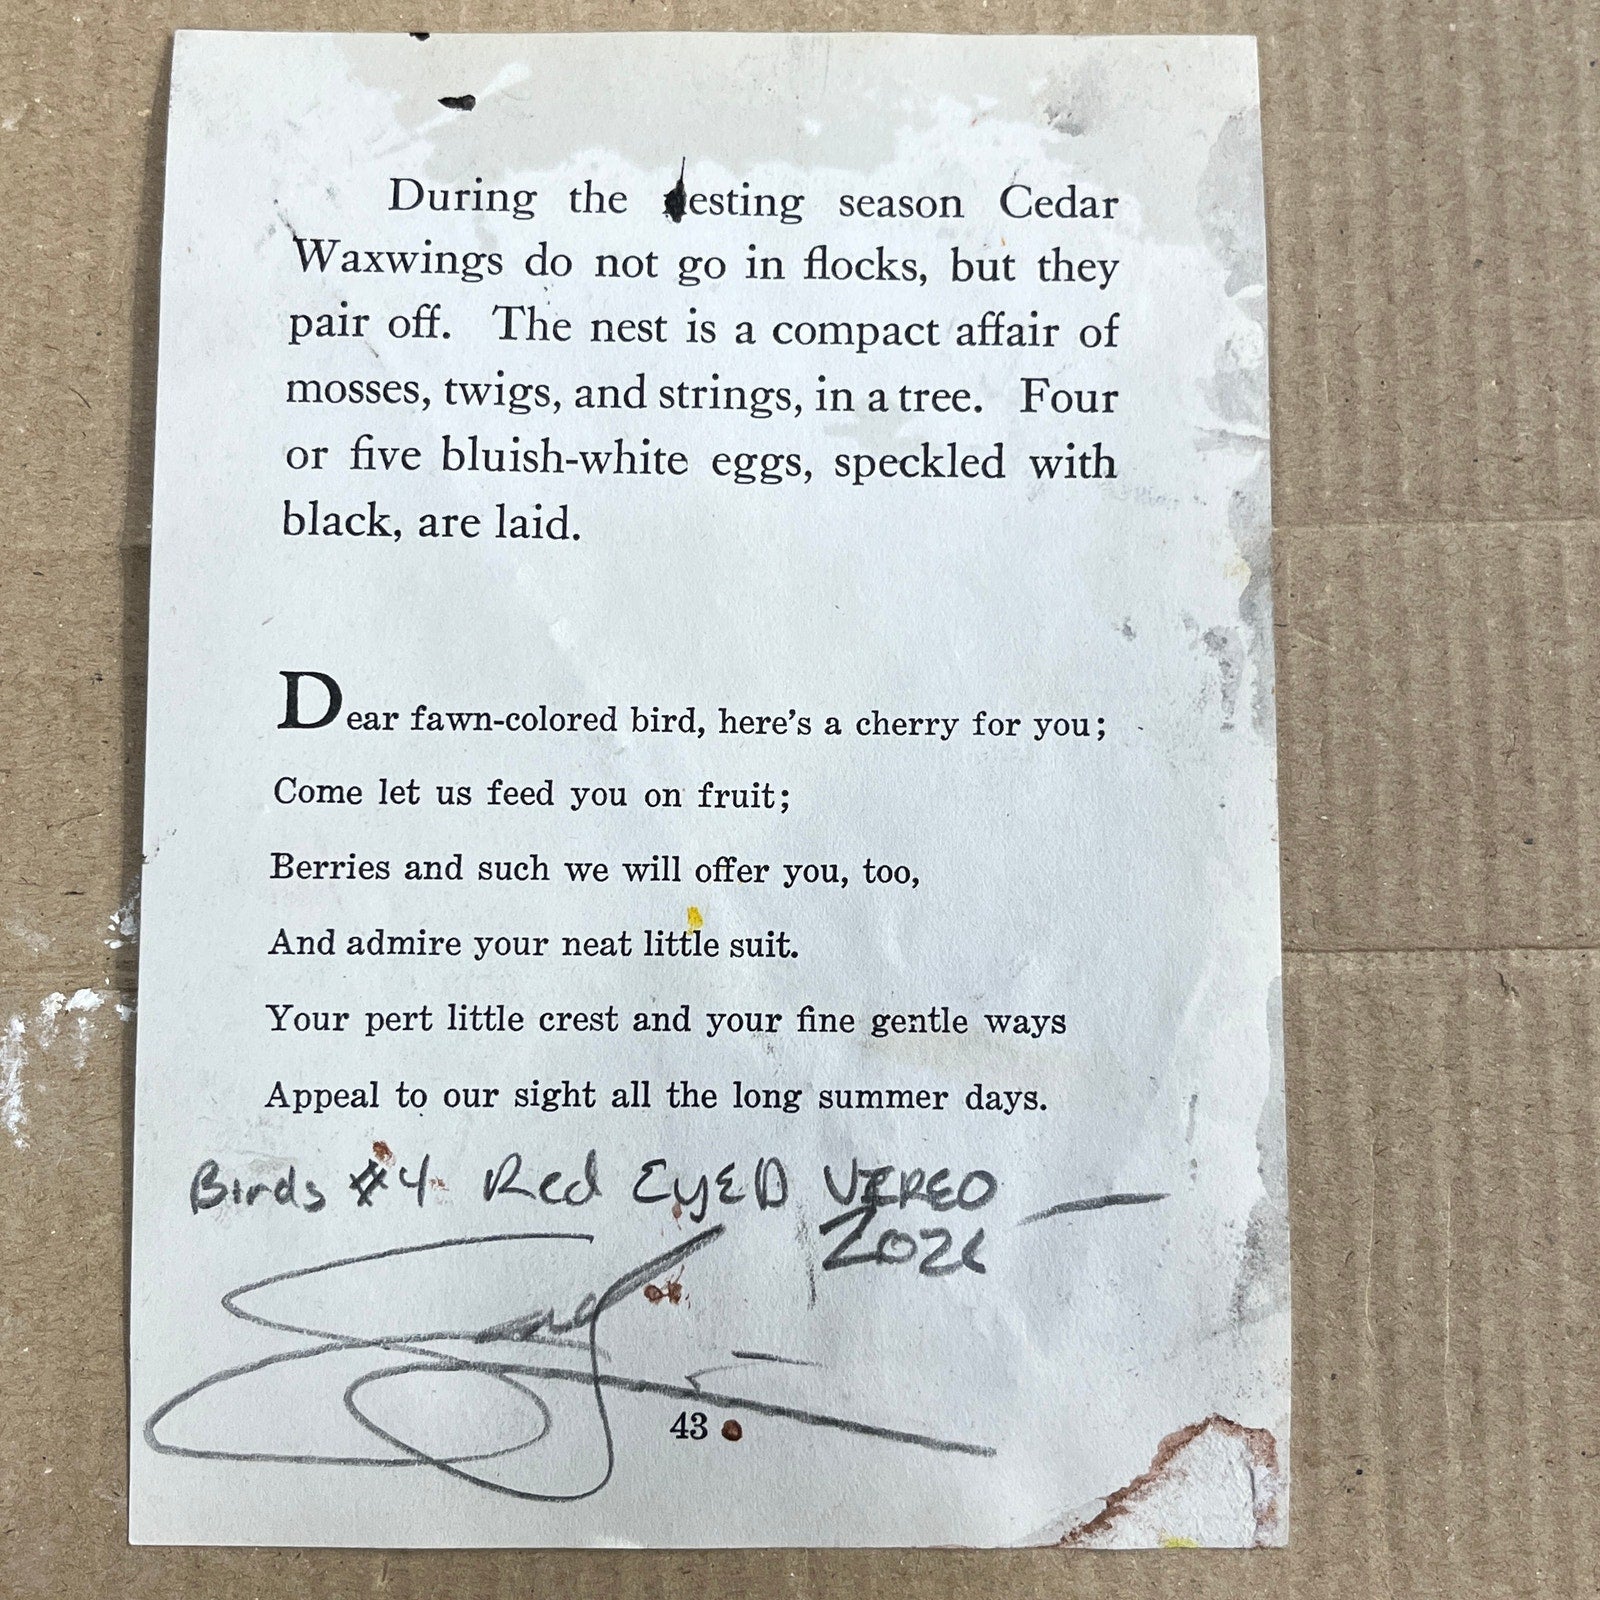 During the nesting season Cedar
Waxwings do not go in flocks, but they
pair off. The nest is a compact affair of
mosses, twigs, and strings, in a tree. Four
or five bluish-white eggs, speckled with
black, are laid.
Dear fawn-colored bird, here's a cherry for you;
Come let us feed you on fruit;
Berries and such we will offer you, too,
And admire your neat little suit.
Your pert little crest and your fine gentle ways
Appeal to our sight all the long summer days.
Birds #4 Red EyED VIREO —
2026
43